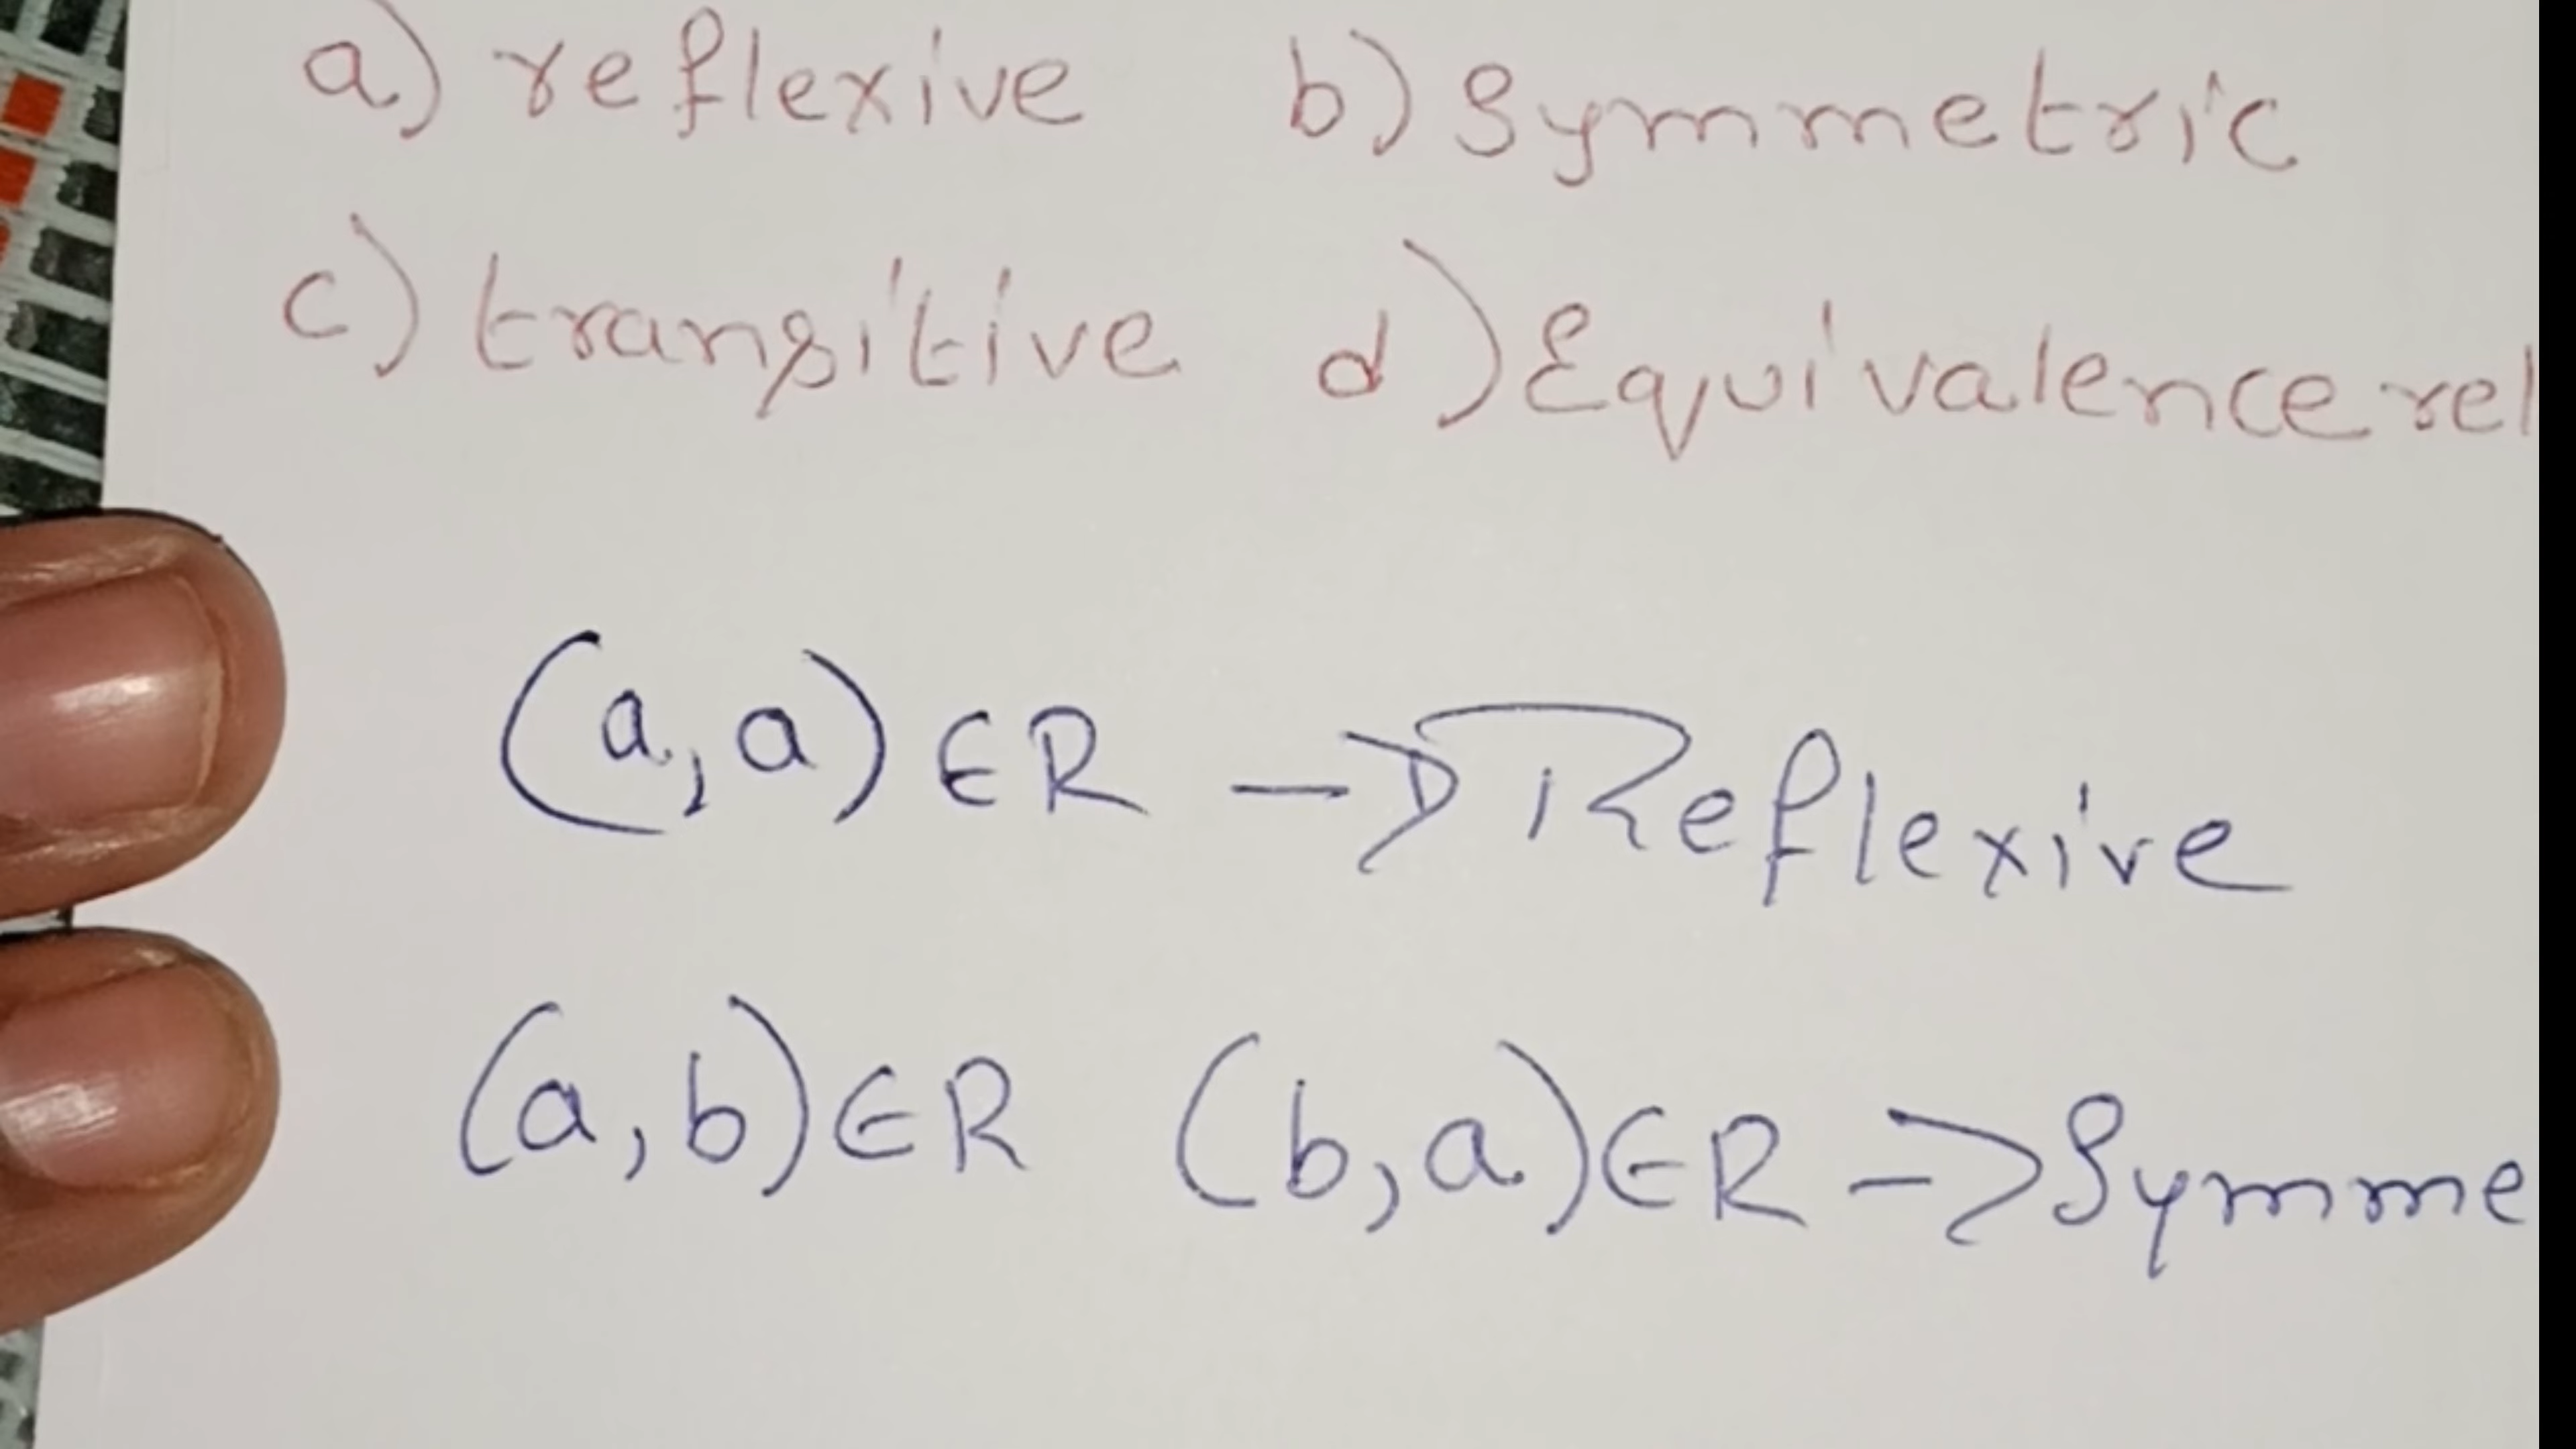 a) reflexive b) Symmetric
c) transitive d) Equivalence rel
(a,a) ∈ R → Reflexive
(a,b) ∈ R (b,a) ∈ R → Symme